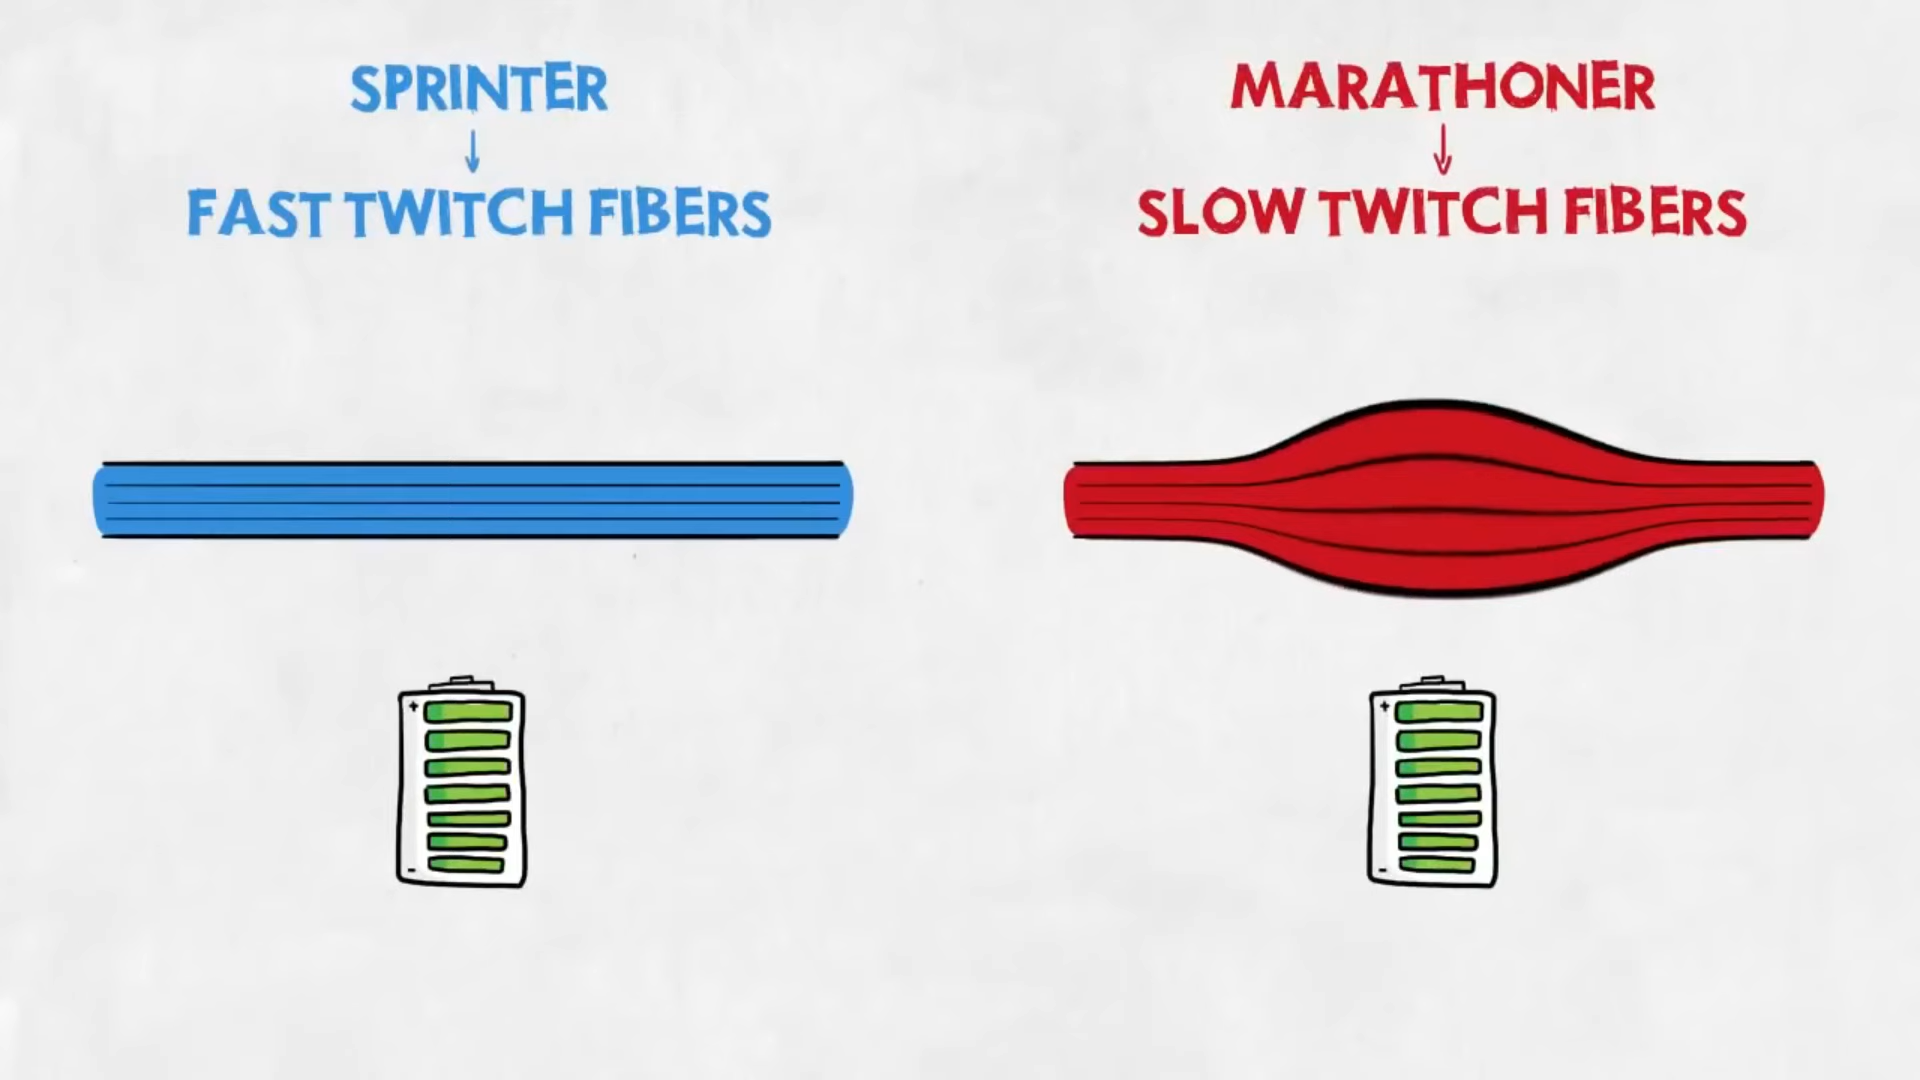 SPRINTER
FAST TWITCH FIBERS
MARATHONER
SLOW TWITCH FIBERS
+
-
+
-